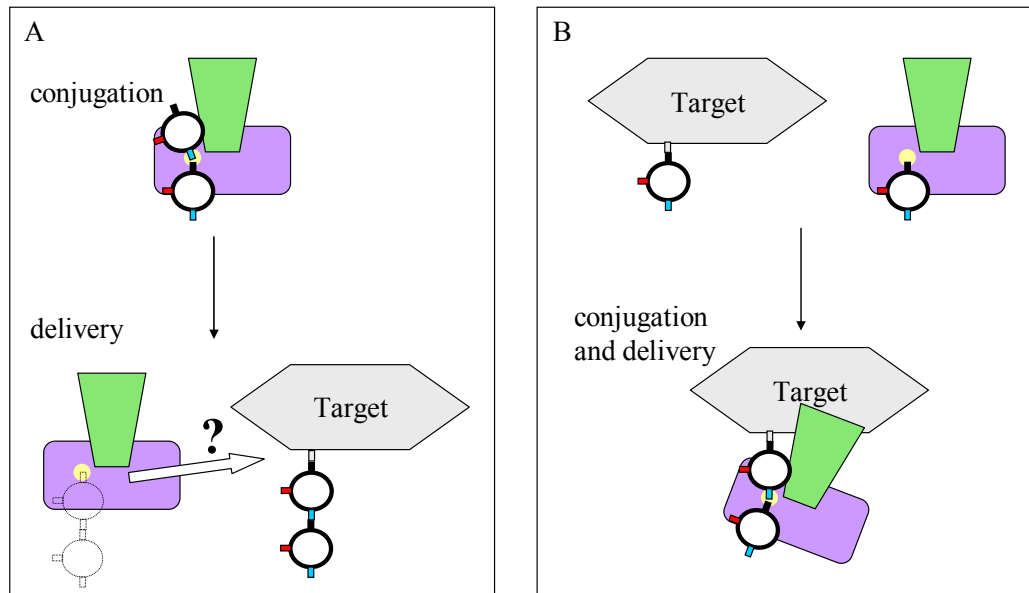 A
conjugation
delivery
?
Target
B
Target
conjugation
and delivery
Target